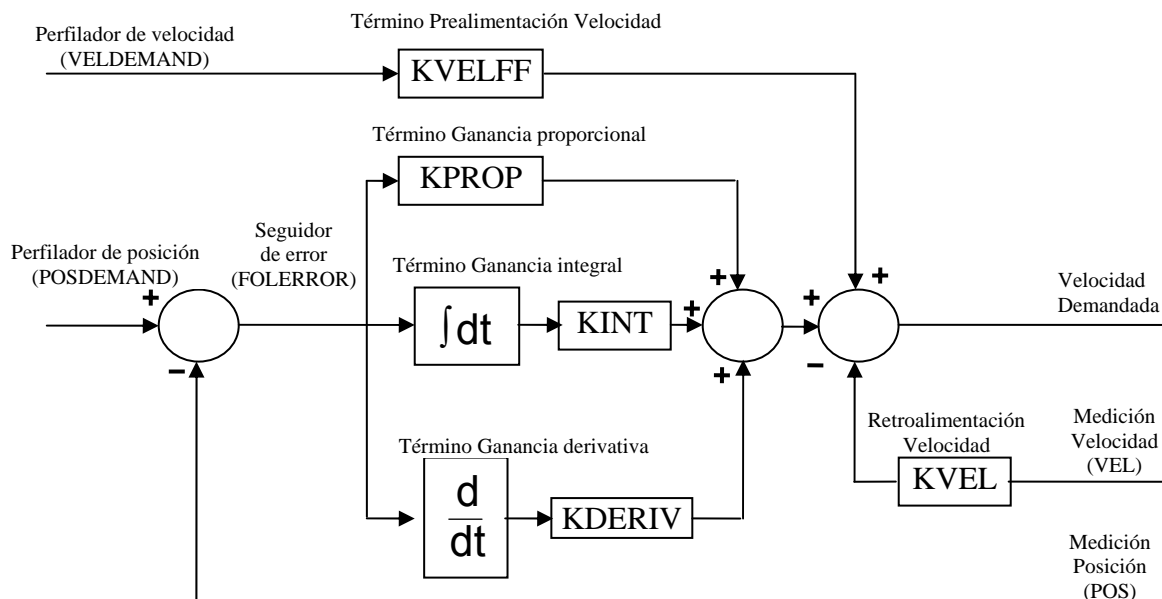 Término Prealimentación Velocidad
Perfilador de velocidad
(VELDEMAND)
KVELFF
Término Ganancia proporcional
KPROP
Perfilador de posición
(POSDEMAND)
Seguidor
de error
(FOLERROR)
Término Ganancia integral
+
−
∫dt
KINT
+
+
+
+
+
−
Velocidad
Demandada
Término Ganancia derivativa
d
dt
KDERIV
Retroalimentación
Velocidad
KVEL
Medición
Velocidad
(VEL)
Medición
Posición
(POS)